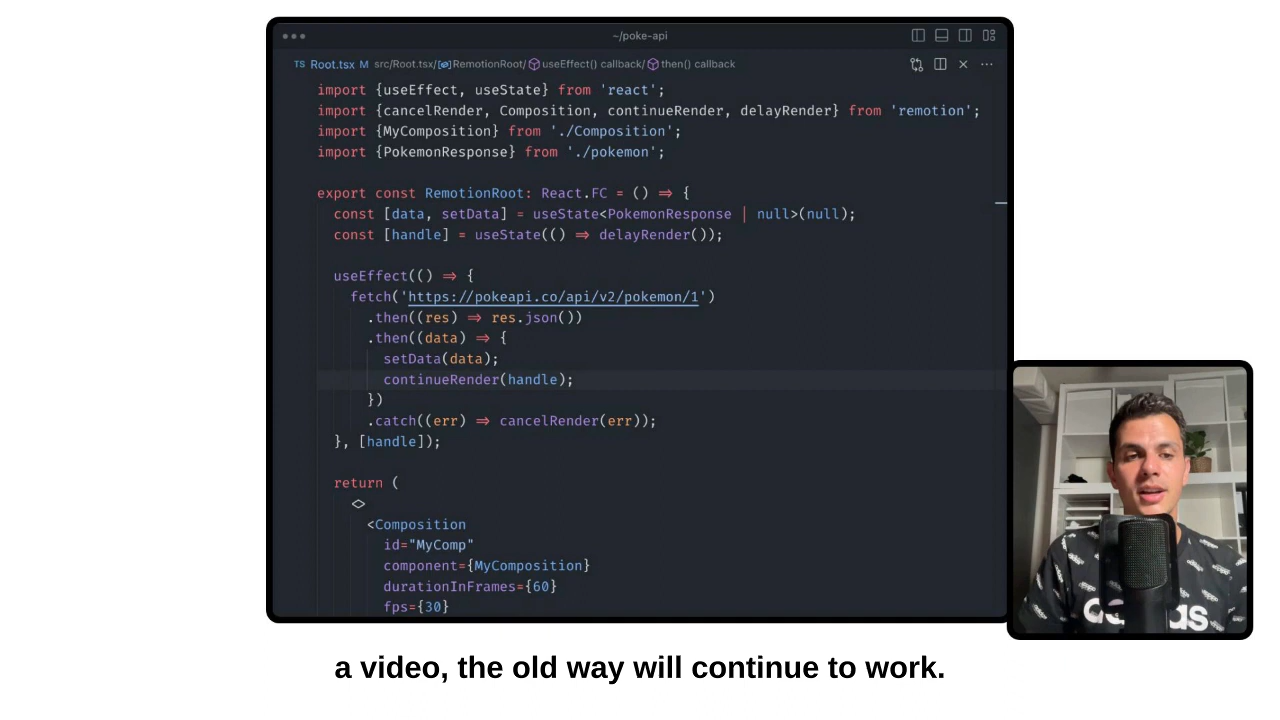 ~/poke-api
TS Root.tsx M src/Root.tsx/RemotionRoot/useEffect() callback/then() callback
import {useEffect, useState} from 'react';
import {cancelRender, Composition, continueRender, delayRender} from 'remotion';
import {MyComposition} from './Composition';
import {PokemonResponse} from './pokemon';
export const RemotionRoot: React.FC = () => {
const [data, setData] = useState<PokemonResponse | null>(null);
const [handle] = useState(() => delayRender());
useEffect(() => {
fetch('https://pokeapi.co/api/v2/pokemon/1')
.then((res) => res.json())
.then((data) => {
setData(data);
continueRender(handle);
})
.catch((err) => cancelRender(err));
}, [handle]);
return (
<>
<Composition
id="MyComp"
component={MyComposition}
durationInFrames={60}
fps={30}
a video, the old way will continue to work.